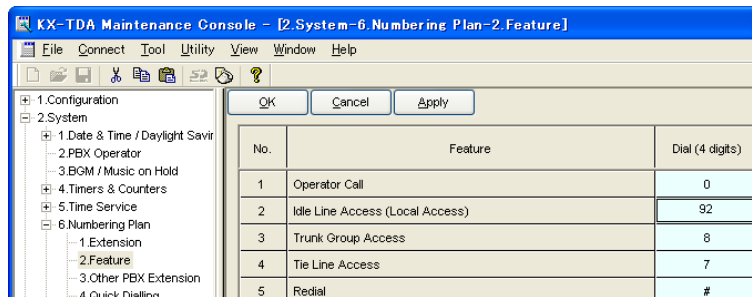 KX-TDA Maintenance Console - [2.System-6.Numbering Plan-2.Feature]
File Connect Tool Utility View Window Help
1.Configuration
2.System
1.Date & Time / Daylight Savir
2.PBX Operator
3.BGM / Music on Hold
4.Timers & Counters
5.Time Service
6.Numbering Plan
1.Extension
2.Feature
3.Other PBX Extension
4.Quick Dialling
OK Cancel Apply
No. Feature Dial (4 digits)
1 Operator Call 0
2 Idle Line Access (Local Access) 92
3 Trunk Group Access 8
4 Tie Line Access 7
5 Redial #